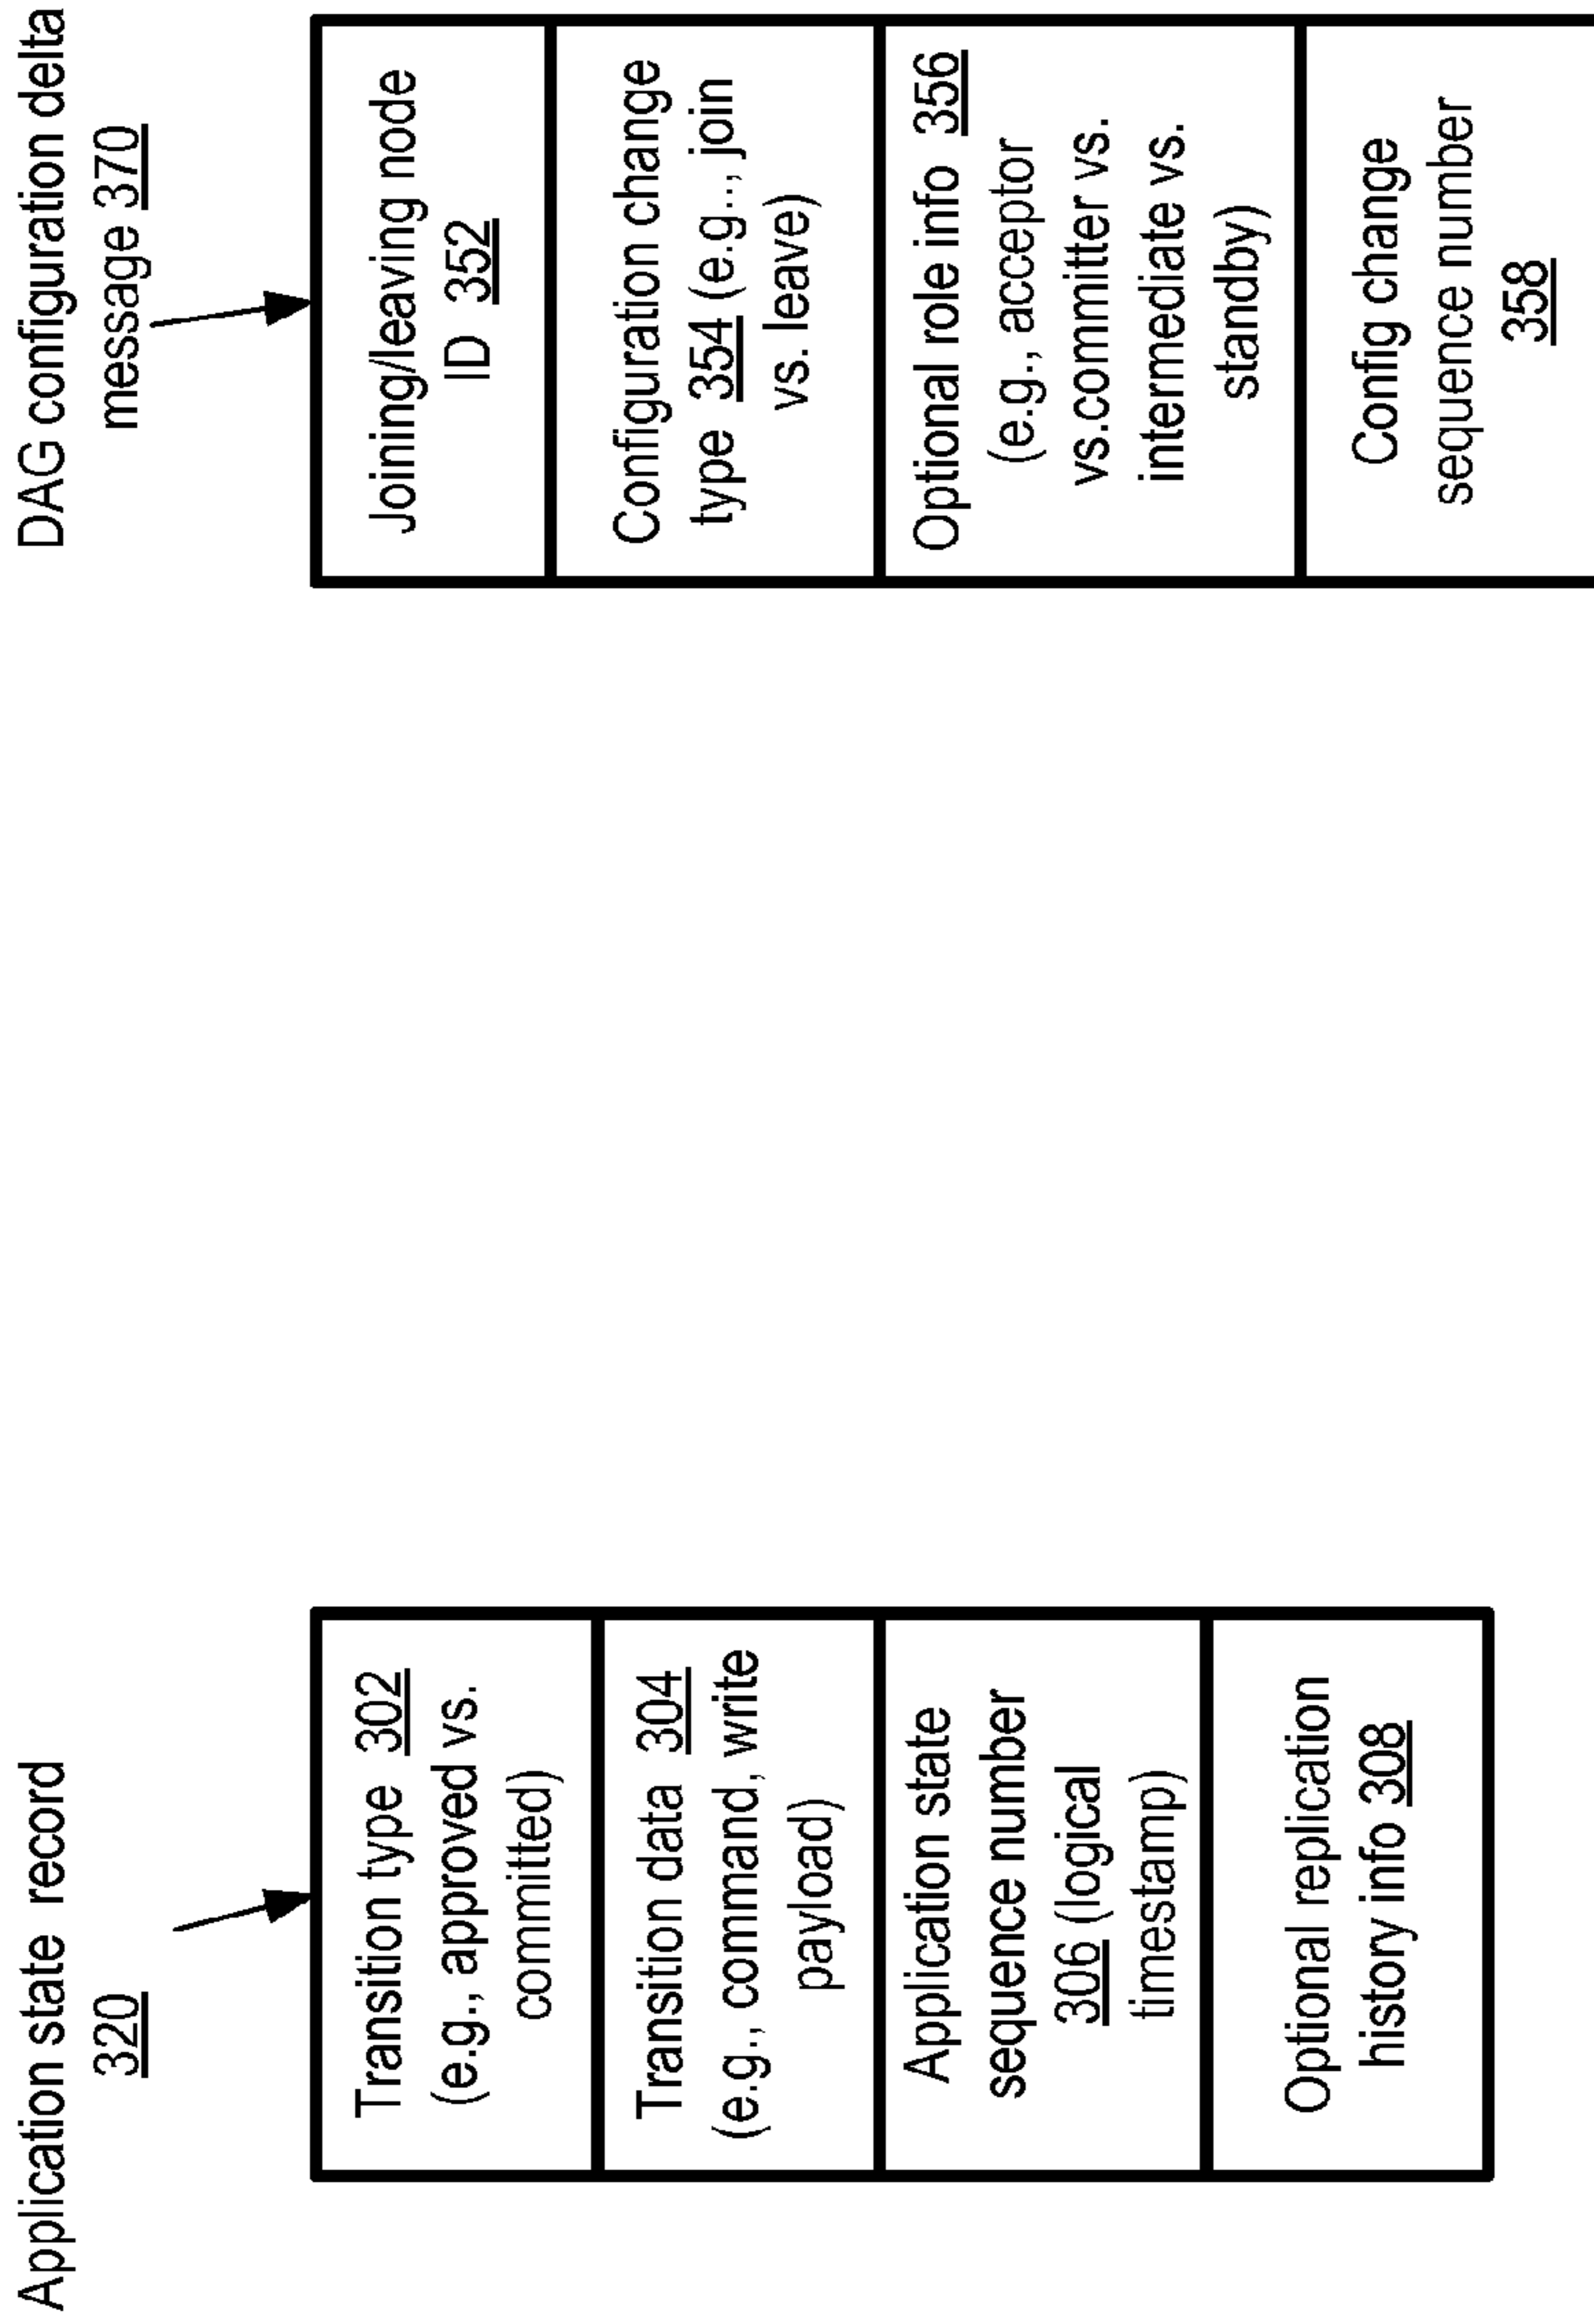 Application state record
320
Transition type 302
(e.g., approved vs.
committed)
Transition data 304
(e.g., command, write
payload)
Application state
sequence number
306 (logical
timestamp)
Optional replication
history info 308
DAG configuration delta
message 370
Joining/leaving node
ID 352
Configuration change
type 354 (e.g.., join
vs. leave)
Optional role info 356
(e.g., acceptor
vs.committer vs.
intermediate vs.
standby)
Config change
sequence number
358